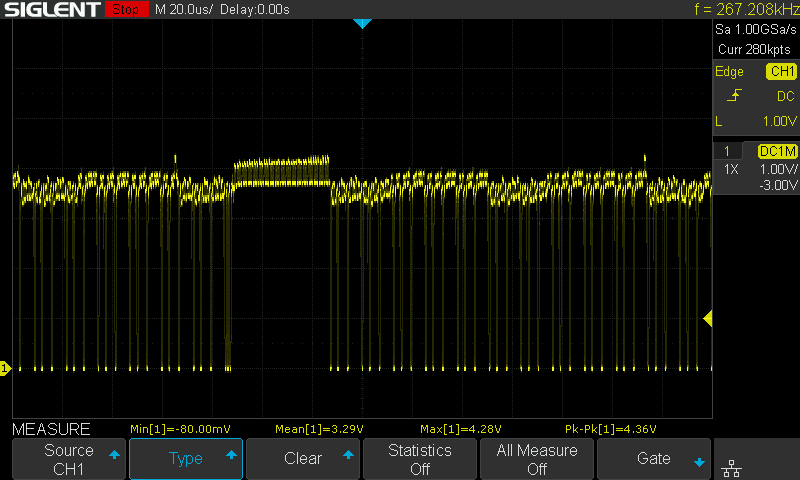 SIGLENT Stop M 20.0us/ Delay:0.00s f = 267.208kHz
Sa 1.00GSa/s
Curr 280kpts
Edge CH1
DC
L 1.00V
1 DC1M
1X 1.00V/
-3.00V
1
MEASURE Min[1]=-80.00mV Mean[1]=3.29V Max[1]=4.28V Pk-Pk[1]=4.36V
Source CH1
Type
Clear
Statistics Off
All Measure Off
Gate